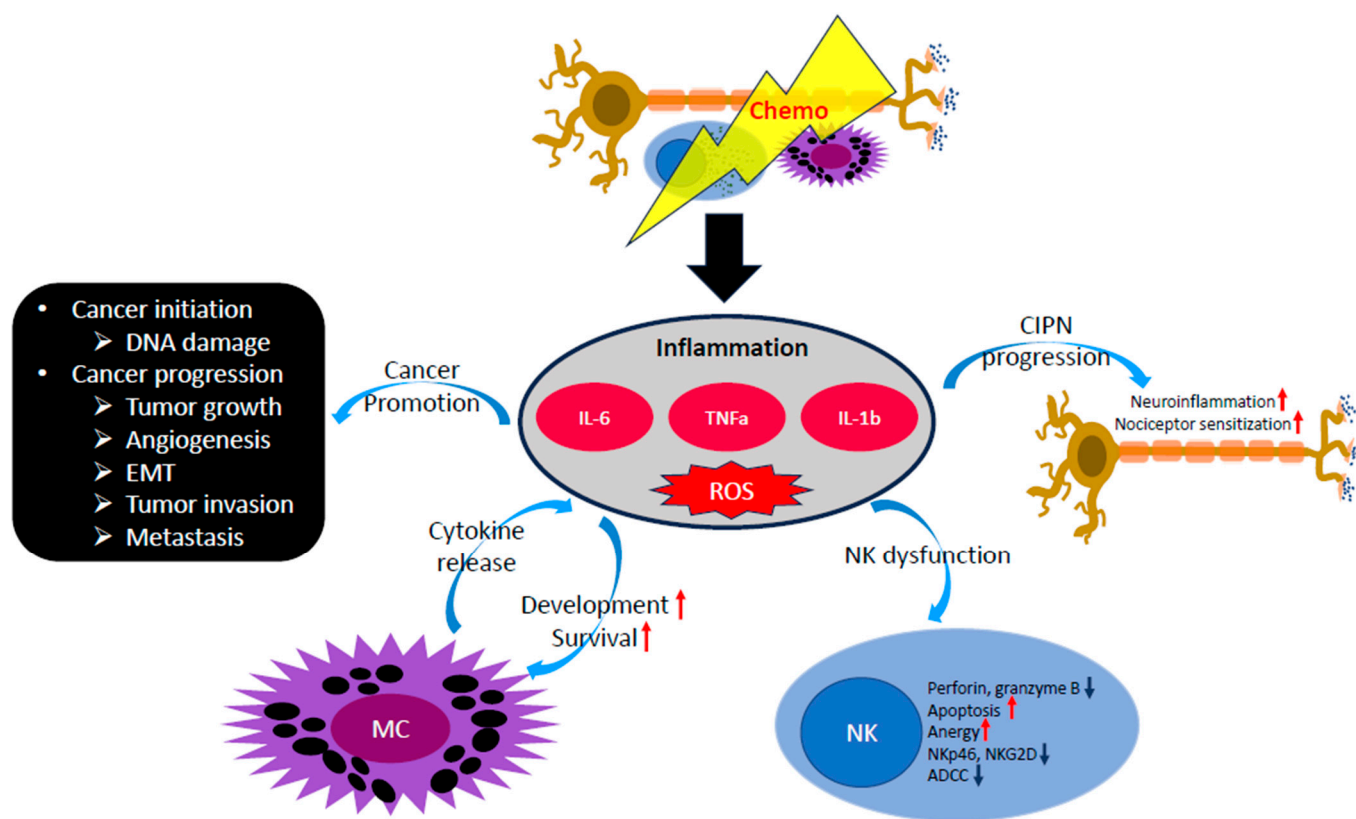 Chemo
Inflammation
IL-6
TNFa
IL-1b
ROS
Cancer
Promotion
• Cancer initiation
➢ DNA damage
• Cancer progression
➢ Tumor growth
➢ Angiogenesis
➢ EMT
➢ Tumor invasion
➢ Metastasis
CIPN
progression
Neuroinflammation↑
Nociceptor sensitization↑
Cytokine
release
Development↑
Survival↑
MC
NK dysfunction
NK
Perforin, granzyme B↓
Apoptosis↑
Anergy↑
NKp46, NKG2D↓
ADCC↓